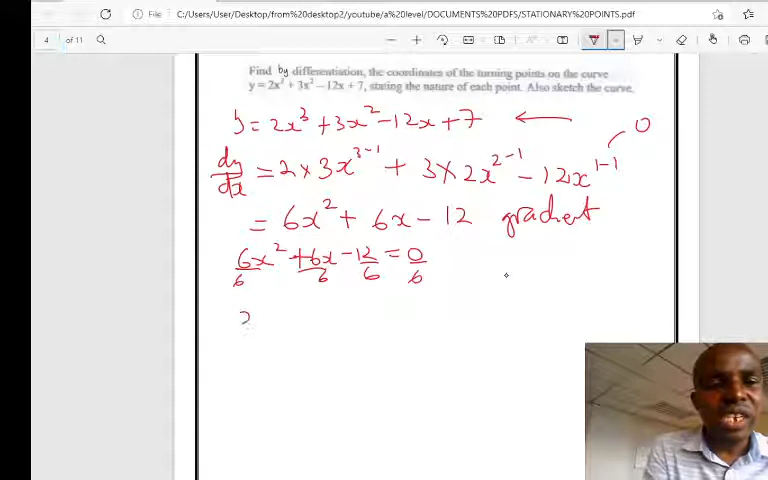 File C:/Users/User/Desktop/from%20desktop2/youtube/a%20level/DOCUMENTS%20PDFS/STATIONARY%20POINTS.pdf
4 of 11
Find by differentiation, the coordinates of the turning points on the curve
y = 2x³ + 3x² – 12x + 7, stating the nature of each point. Also sketch the curve.
y = 2x³ + 3x² - 12x + 7 ←
0
dy/dx = 2 × 3x³⁻¹ + 3 × 2x²⁻¹ - 12x¹⁻¹
= 6x² + 6x - 12 gradient
6x²/6 + 6x/6 - 12/6 = 0/6